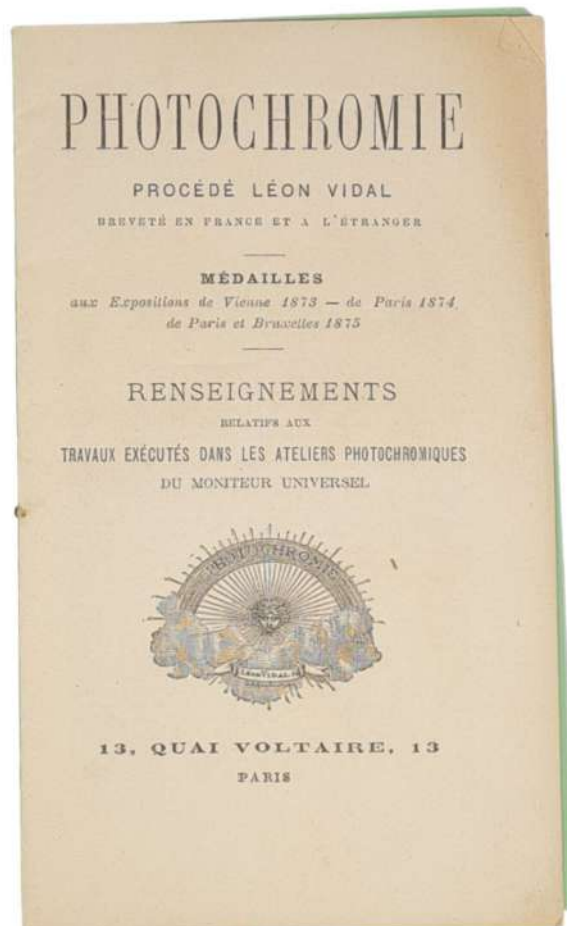 PHOTOCHROMIE
PROCÉDÉ LÉON VIDAL
BREVETÉ EN FRANCE ET A L'ÉTRANGER
MÉDAILLES
aux Expositions de Vienne 1873 — de Paris 1874,
de Paris et Bruxelles 1875
RENSEIGNEMENTS
RELATIFS AUX
TRAVAUX EXÉCUTÉS DANS LES ATELIERS PHOTOCHROMIQUES
DU MONITEUR UNIVERSEL
PHOTOCHROMIE
LÉON VIDAL
13, QUAI VOLTAIRE, 13
PARIS